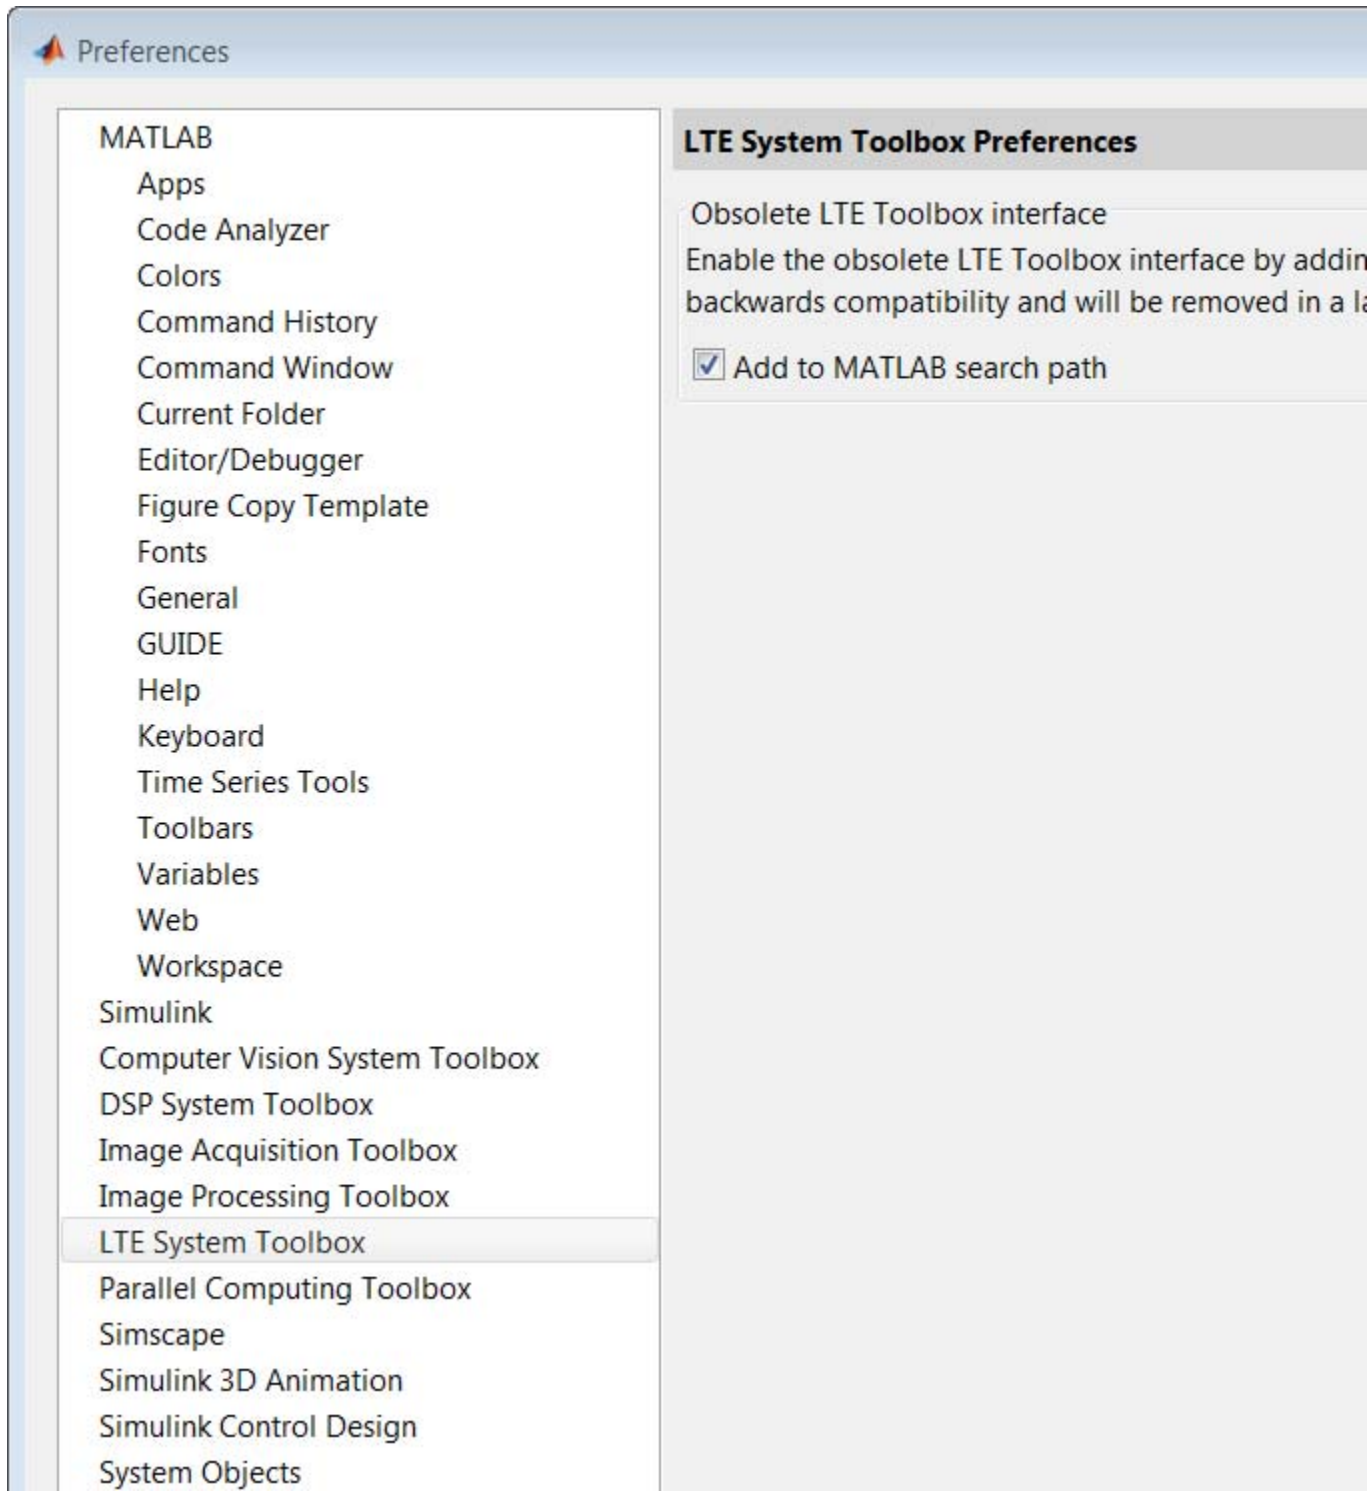 Preferences
MATLAB
Apps
Code Analyzer
Colors
Command History
Command Window
Current Folder
Editor/Debugger
Figure Copy Template
Fonts
General
GUIDE
Help
Keyboard
Time Series Tools
Toolbars
Variables
Web
Workspace
Simulink
Computer Vision System Toolbox
DSP System Toolbox
Image Acquisition Toolbox
Image Processing Toolbox
LTE System Toolbox
Parallel Computing Toolbox
Simscape
Simulink 3D Animation
Simulink Control Design
System Objects
LTE System Toolbox Preferences
Obsolete LTE Toolbox interface
Enable the obsolete LTE Toolbox interface by
backwards compatibility and will be removed in a
Add to MATLAB search path